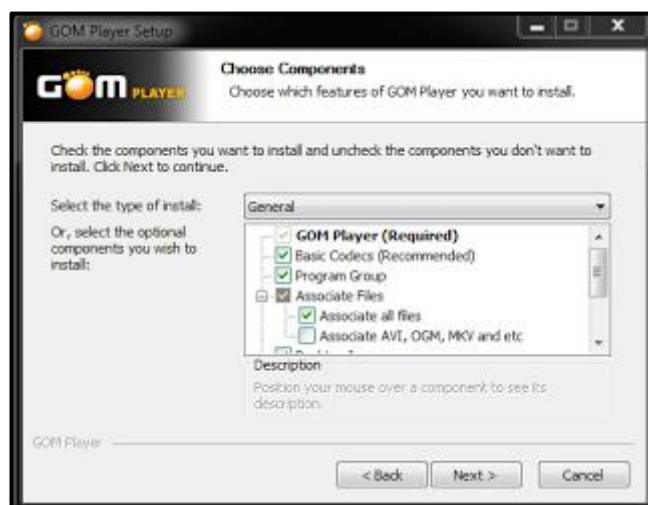 GOM Player Setup
GOM PLAYER
Choose Components
Choose which features of GOM Player you want to install.
Check the components you want to install and uncheck the components you don't want to
install. Click Next to continue.
Select the type of install:
General
Or, select the optional
components you wish to
install:
GOM Player (Required)
Basic Codecs (Recommended)
Program Group
Associate Files
Associate all files
Associate AVI, OGM, MKV and etc
Description
Position your mouse over a component to see its
description.
GOM Player
< Back
Next >
Cancel